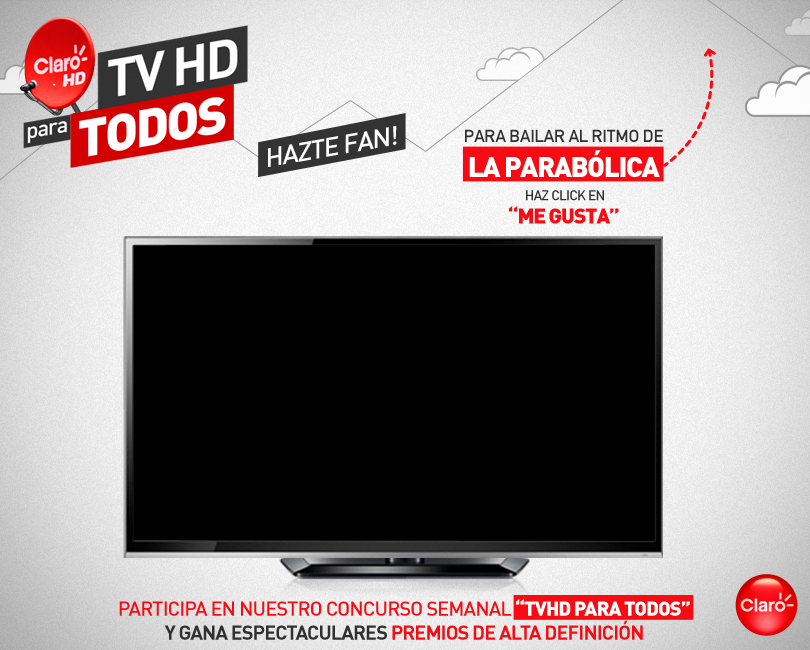 Claro-
HD
TV HD
para TODOS
HAZTE FAN!
PARA BAILAR AL RITMO DE
LA PARABÓLICA
HAZ CLICK EN
“ME GUSTA”
PARTICIPA EN NUESTRO CONCURSO SEMANAL “TVHD PARA TODOS”
Y GANA ESPECTACULARES PREMIOS DE ALTA DEFINICIÓN
Claro-